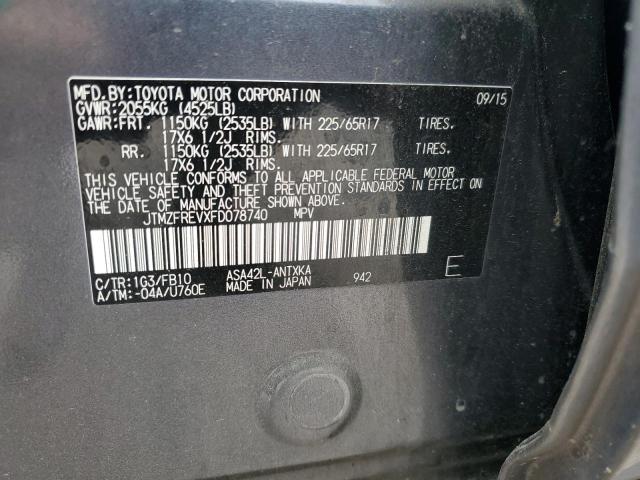 MFD.BY:TOYOTA MOTOR CORPORATION 09/15
GVWR:2055KG (4525LB)
GAWR:FRT. 1150KG (2535LB) WITH 225/65R17 TIRES.
17X6 1/2J RIMS.
RR. 1150KG (2535LB) WITH 225/65R17 TIRES.
17X6 1/2J RIMS.
THIS VEHICLE CONFORMS TO ALL APPLICABLE FEDERAL MOTOR
VEHICLE SAFETY AND THEFT PREVENTION STANDARDS IN EFFECT ON
THE DATE OF MANUFACTURE SHOWN ABOVE.
JTMZFREVXFD078740 MPV
C/TR:1G3/FB10 ASA42L-ANTXKA
A/TM:-04A/U760E MADE IN JAPAN 942 E